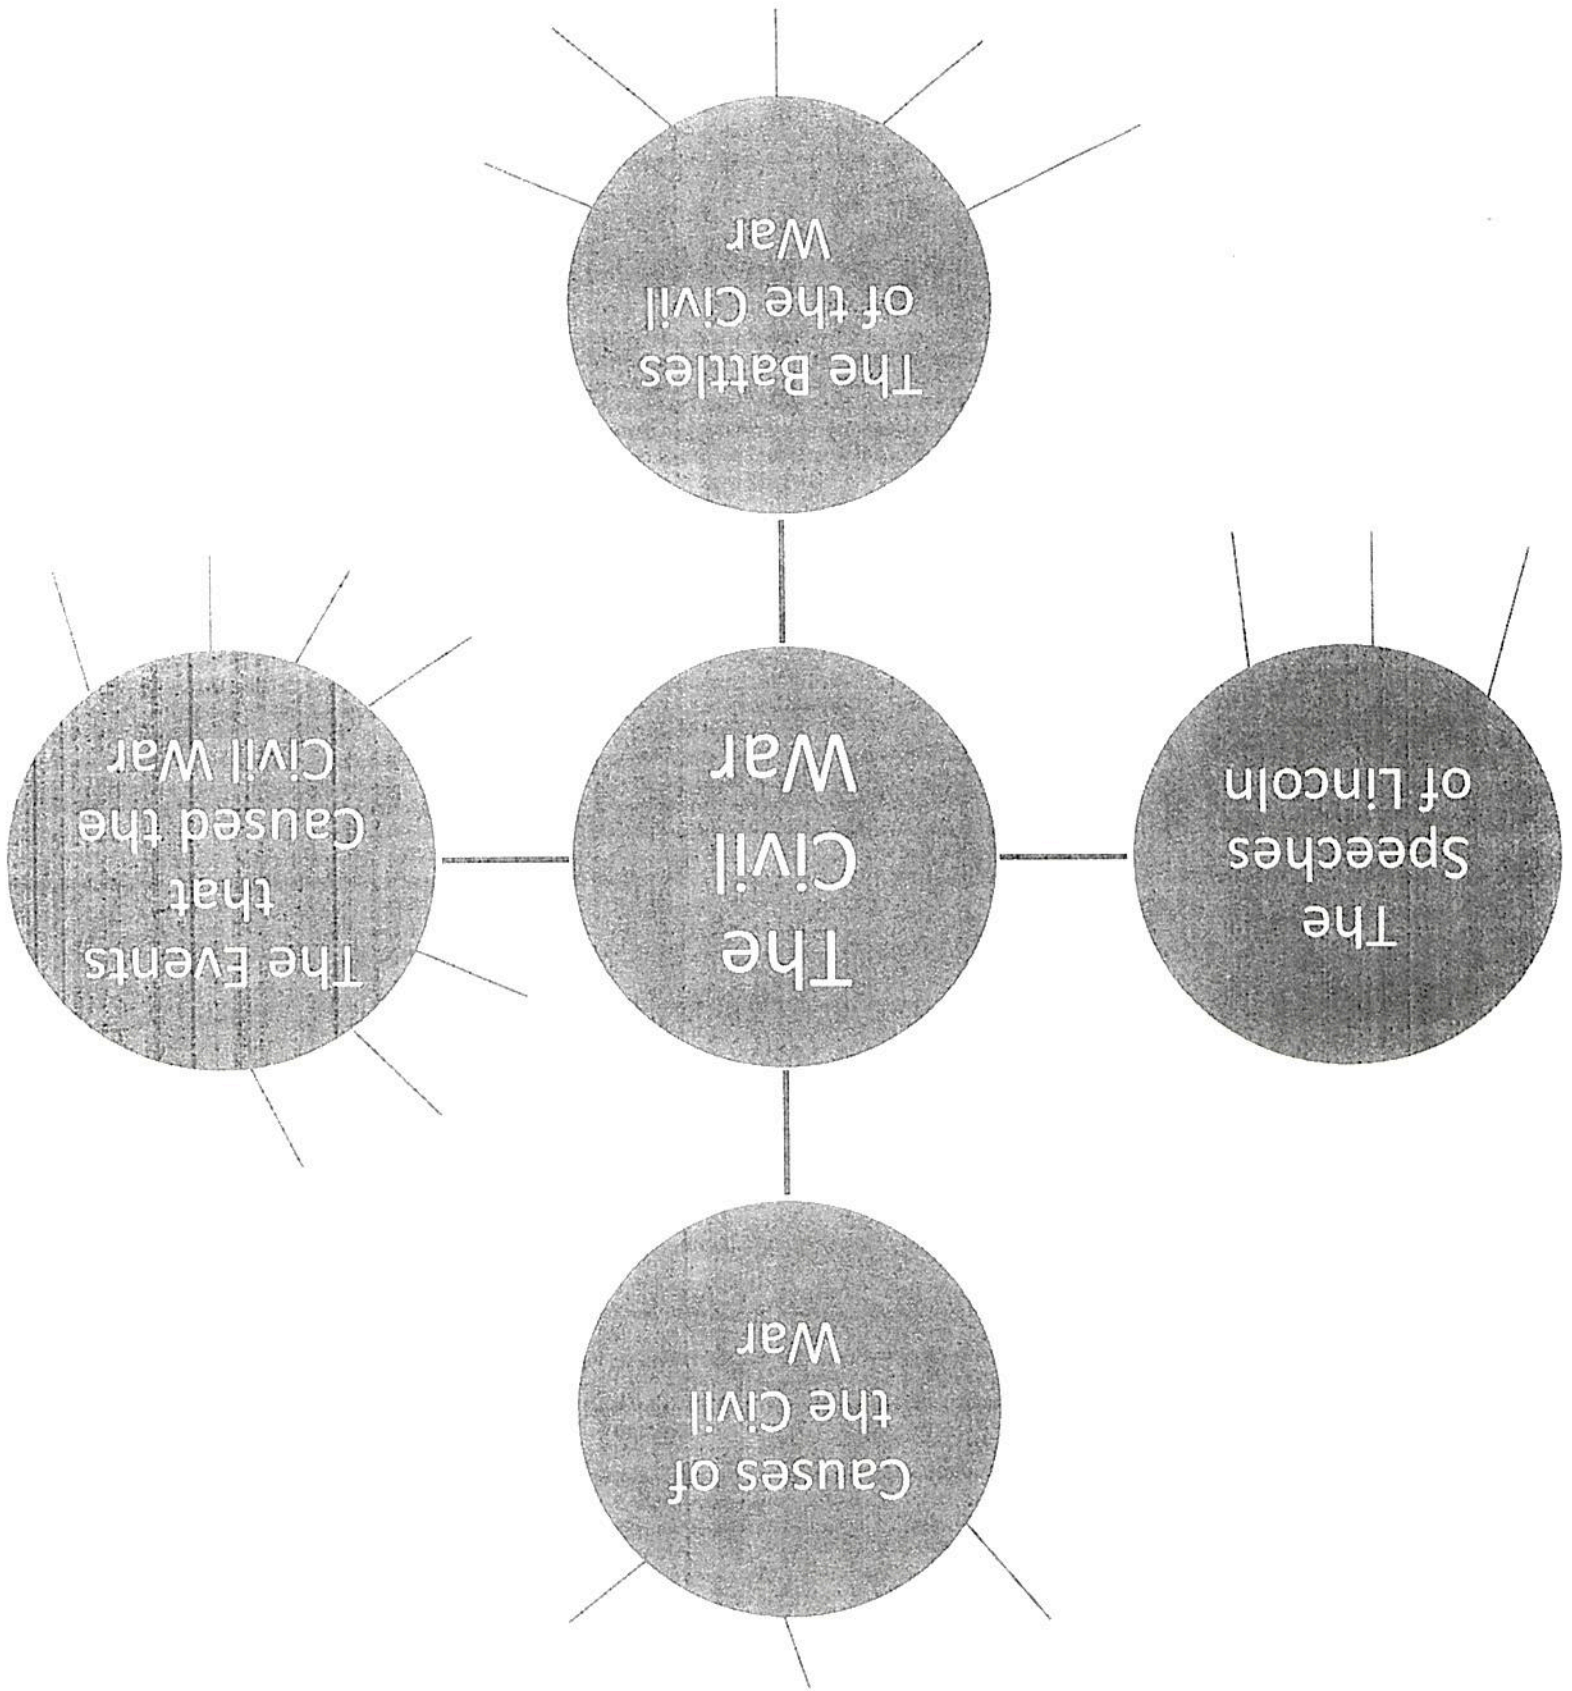 Causes of
the Civil
War
The
Speeches
of Lincoln
The
Civil
War
The Events
that
Caused the
Civil War
The Battles
of the Civil
War